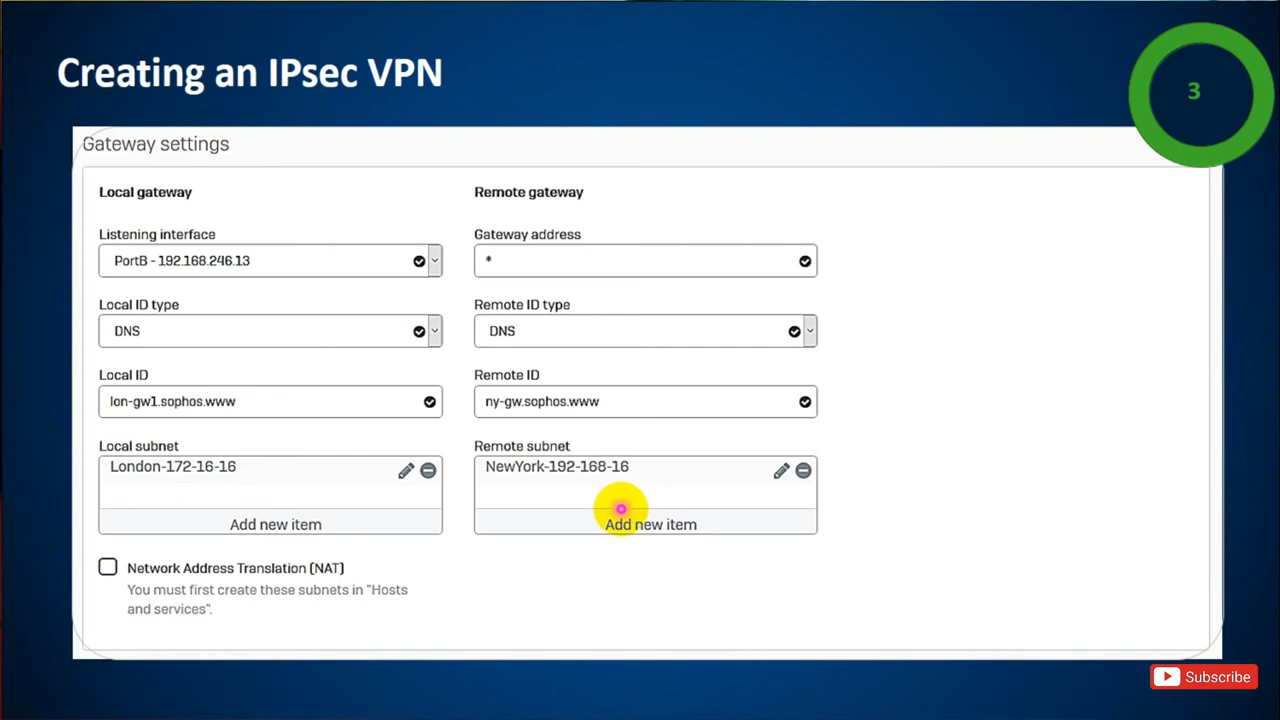 Creating an IPsec VPN
3
Gateway settings
Local gateway
Remote gateway
Listening interface
Gateway address
PortB - 192.168.246.13
*
Local ID type
Remote ID type
DNS
DNS
Local ID
Remote ID
lon-gw1.sophos.www
ny-gw.sophos.www
Local subnet
Remote subnet
London-172-16-16
NewYork-192-168-16
Add new item
Add new item
Network Address Translation (NAT)
You must first create these subnets in "Hosts
and services".
Subscribe